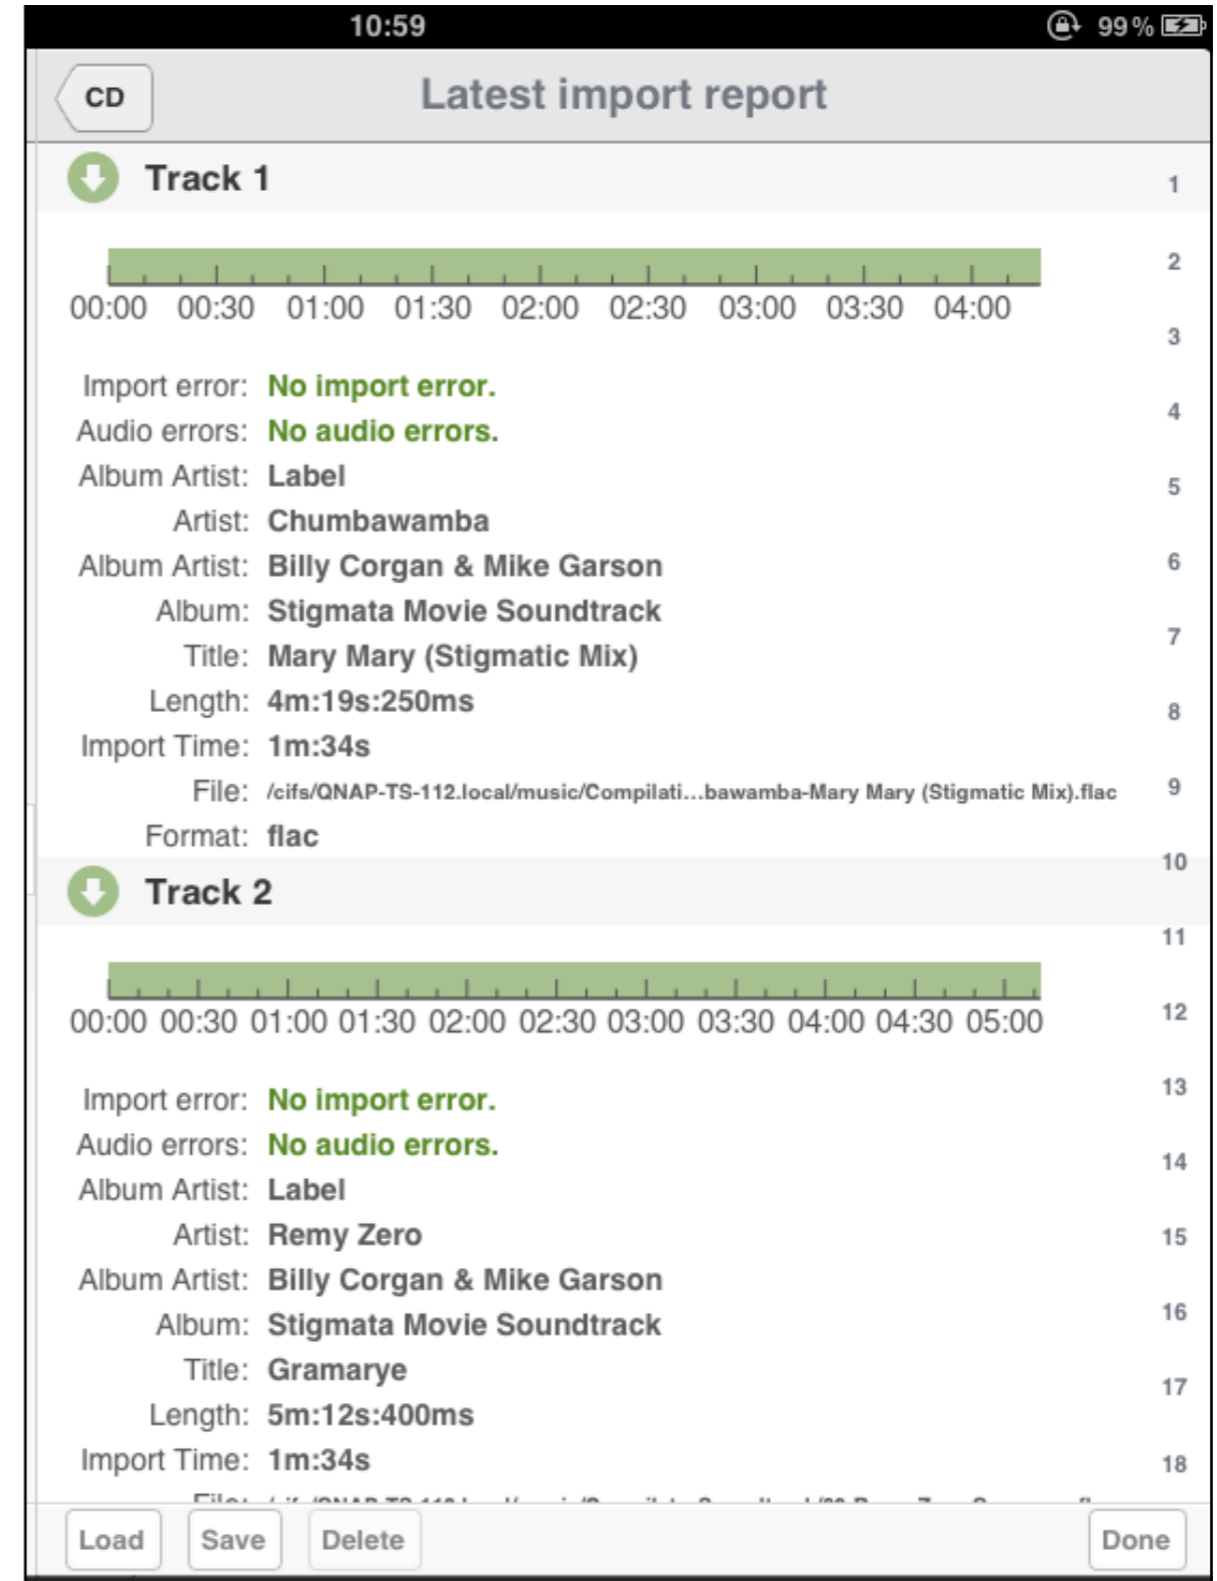 10:59 99%
CD Latest import report
Track 1
00:00 00:30 01:00 01:30 02:00 02:30 03:00 03:30 04:00
Import error: No import error.
Audio errors: No audio errors.
Album Artist: Label
Artist: Chumbawamba
Album Artist: Billy Corgan & Mike Garson
Album: Stigmata Movie Soundtrack
Title: Mary Mary (Stigmatic Mix)
Length: 4m:19s:250ms
Import Time: 1m:34s
File: /cifs/QNAP-TS-112.local/music/Compilati...bawamba-Mary Mary (Stigmatic Mix).flac
Format: flac
Track 2
00:00 00:30 01:00 01:30 02:00 02:30 03:00 03:30 04:00 04:30 05:00
Import error: No import error.
Audio errors: No audio errors.
Album Artist: Label
Artist: Remy Zero
Album Artist: Billy Corgan & Mike Garson
Album: Stigmata Movie Soundtrack
Title: Gramarye
Length: 5m:12s:400ms
Import Time: 1m:34s
File:
1
2
3
4
5
6
7
8
9
10
11
12
13
14
15
16
17
18
Load Save Delete Done